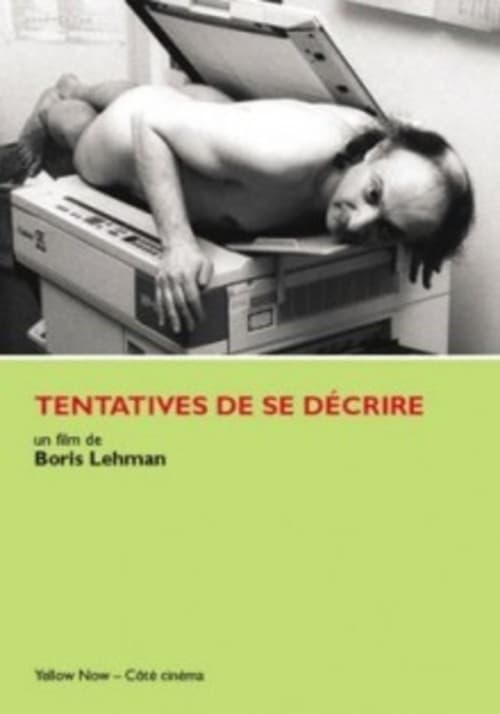 TENTATIVES DE SE DÉCRIRE
un film de
Boris Lehman
Yellow Now – Côté cinéma